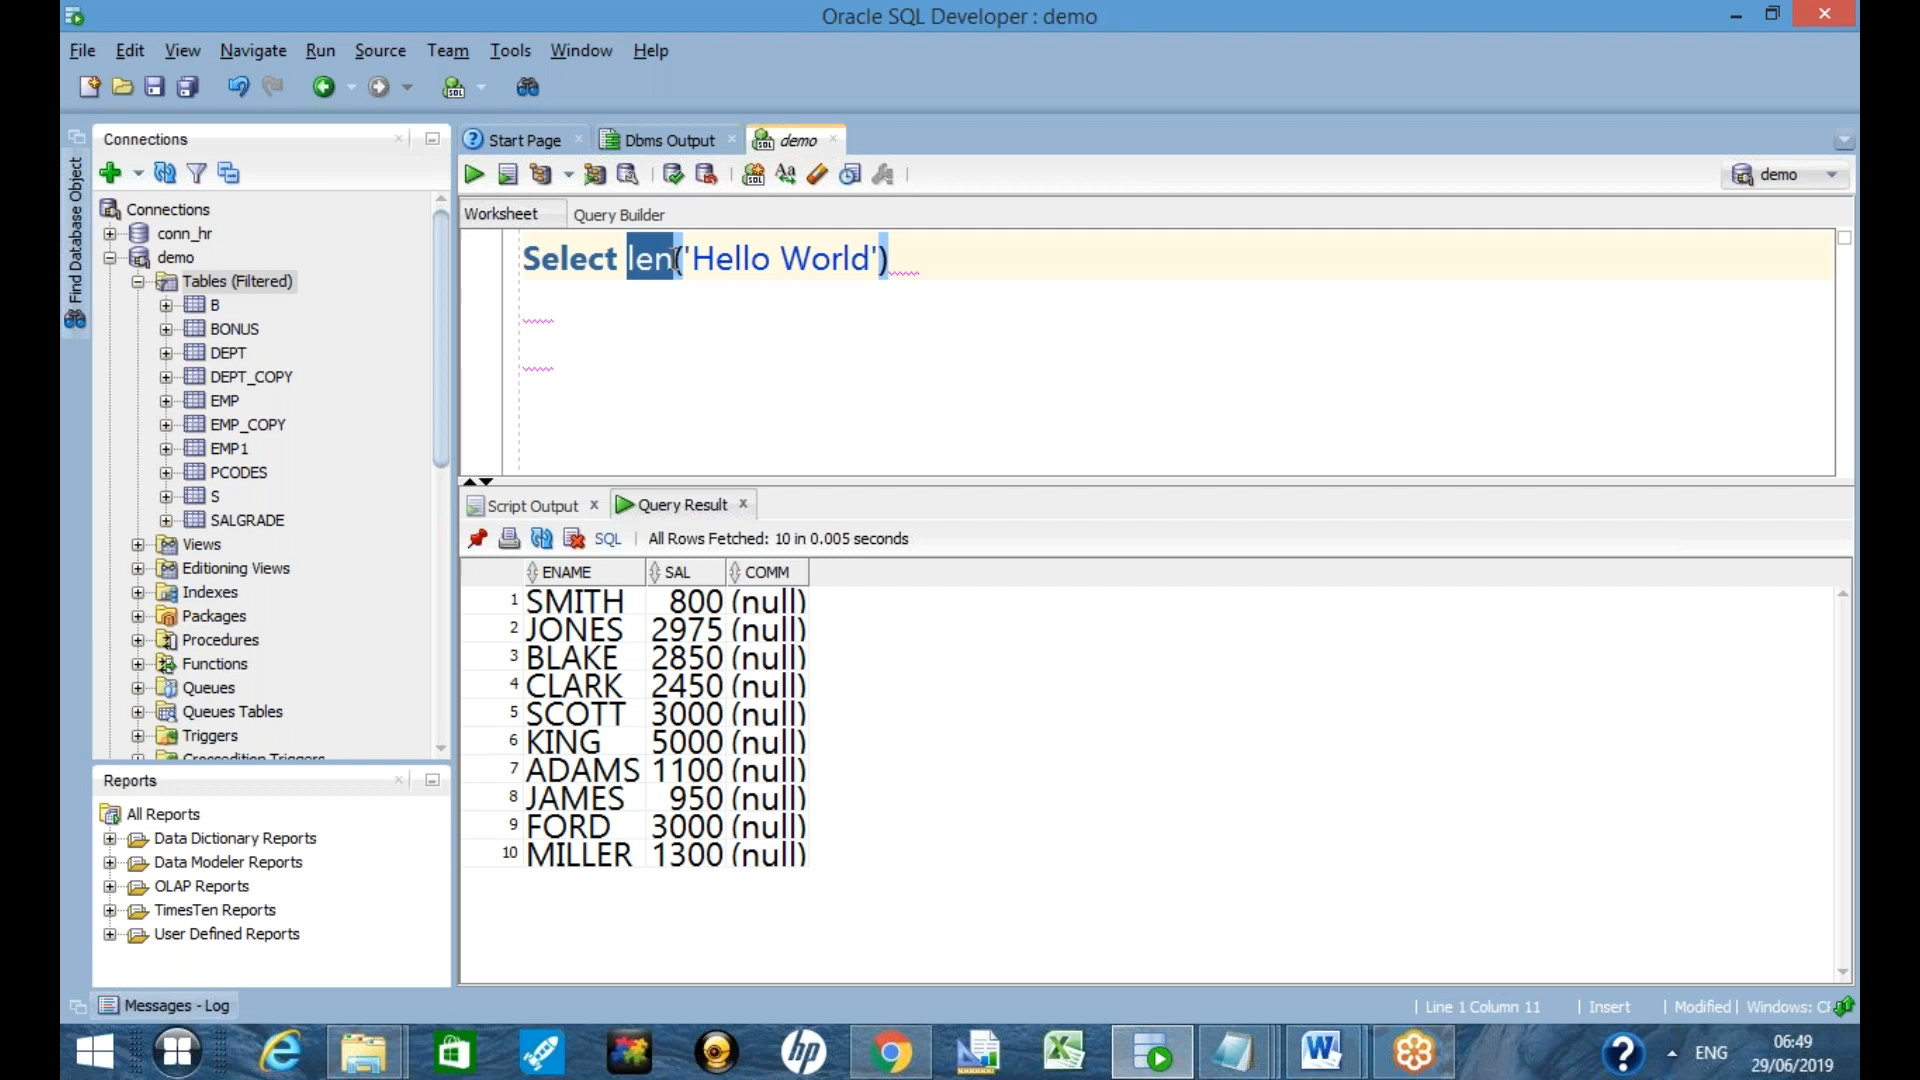 Oracle SQL Developer : demo
File Edit View Navigate Run Source Team Tools Window Help
Find Database Object
Connections
Connections
conn_hr
demo
Tables (Filtered)
B
BONUS
DEPT
DEPT_COPY
EMP
EMP_COPY
EMP1
PCODES
S
SALGRADE
Views
Editioning Views
Indexes
Packages
Procedures
Functions
Queues
Queues Tables
Triggers
Crossedition Triggers
Reports
All Reports
Data Dictionary Reports
Data Modeler Reports
OLAP Reports
TimesTen Reports
User Defined Reports
Start Page Dbms Output demo
demo
Worksheet Query Builder
Select len('Hello World')
Script Output x Query Result x
SQL | All Rows Fetched: 10 in 0.005 seconds
ENAME SAL COMM
1 SMITH 800 (null)
2 JONES 2975 (null)
3 BLAKE 2850 (null)
4 CLARK 2450 (null)
5 SCOTT 3000 (null)
6 KING 5000 (null)
7 ADAMS 1100 (null)
8 JAMES 950 (null)
9 FORD 3000 (null)
10 MILLER 1300 (null)
Messages - Log
| Line 1 Column 11 | Insert | Modified | Windows:
ENG
06:49
29/06/2019